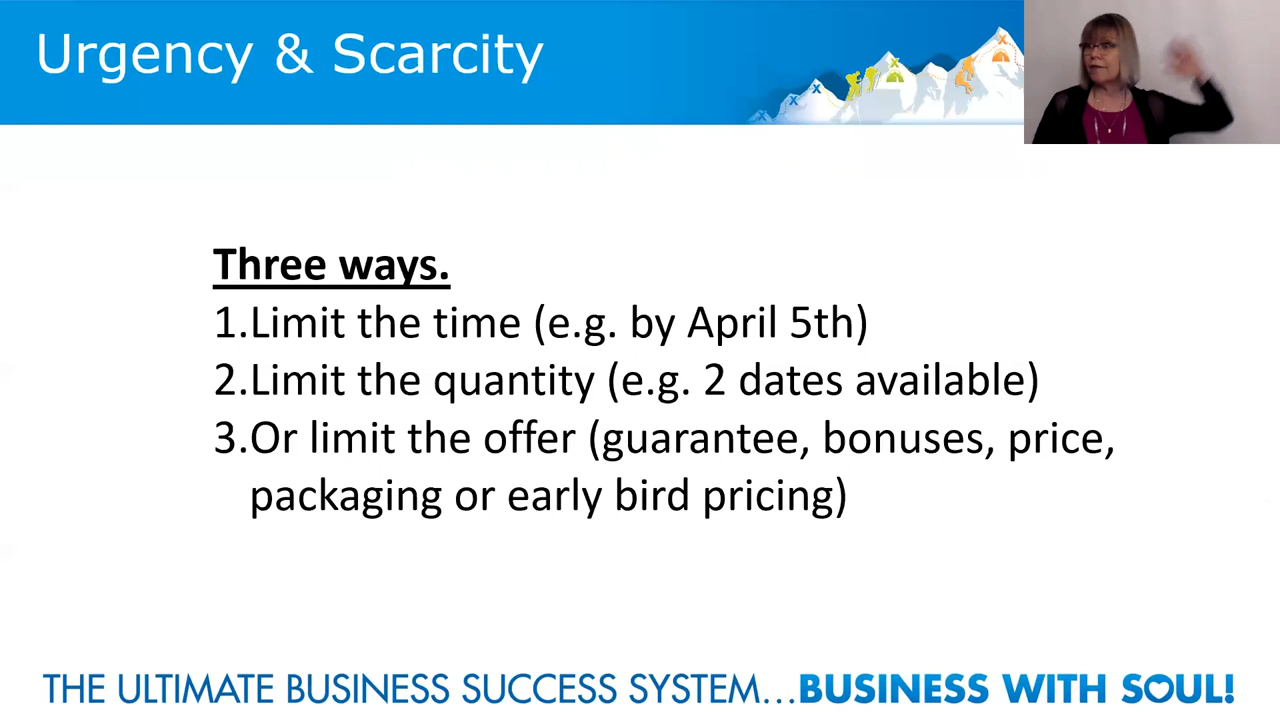 Urgency & Scarcity
Three ways.
1.Limit the time (e.g. by April 5th)
2.Limit the quantity (e.g. 2 dates available)
3.Or limit the offer (guarantee, bonuses, price,
packaging or early bird pricing)
THE ULTIMATE BUSINESS SUCCESS SYSTEM...BUSINESS WITH SOUL!